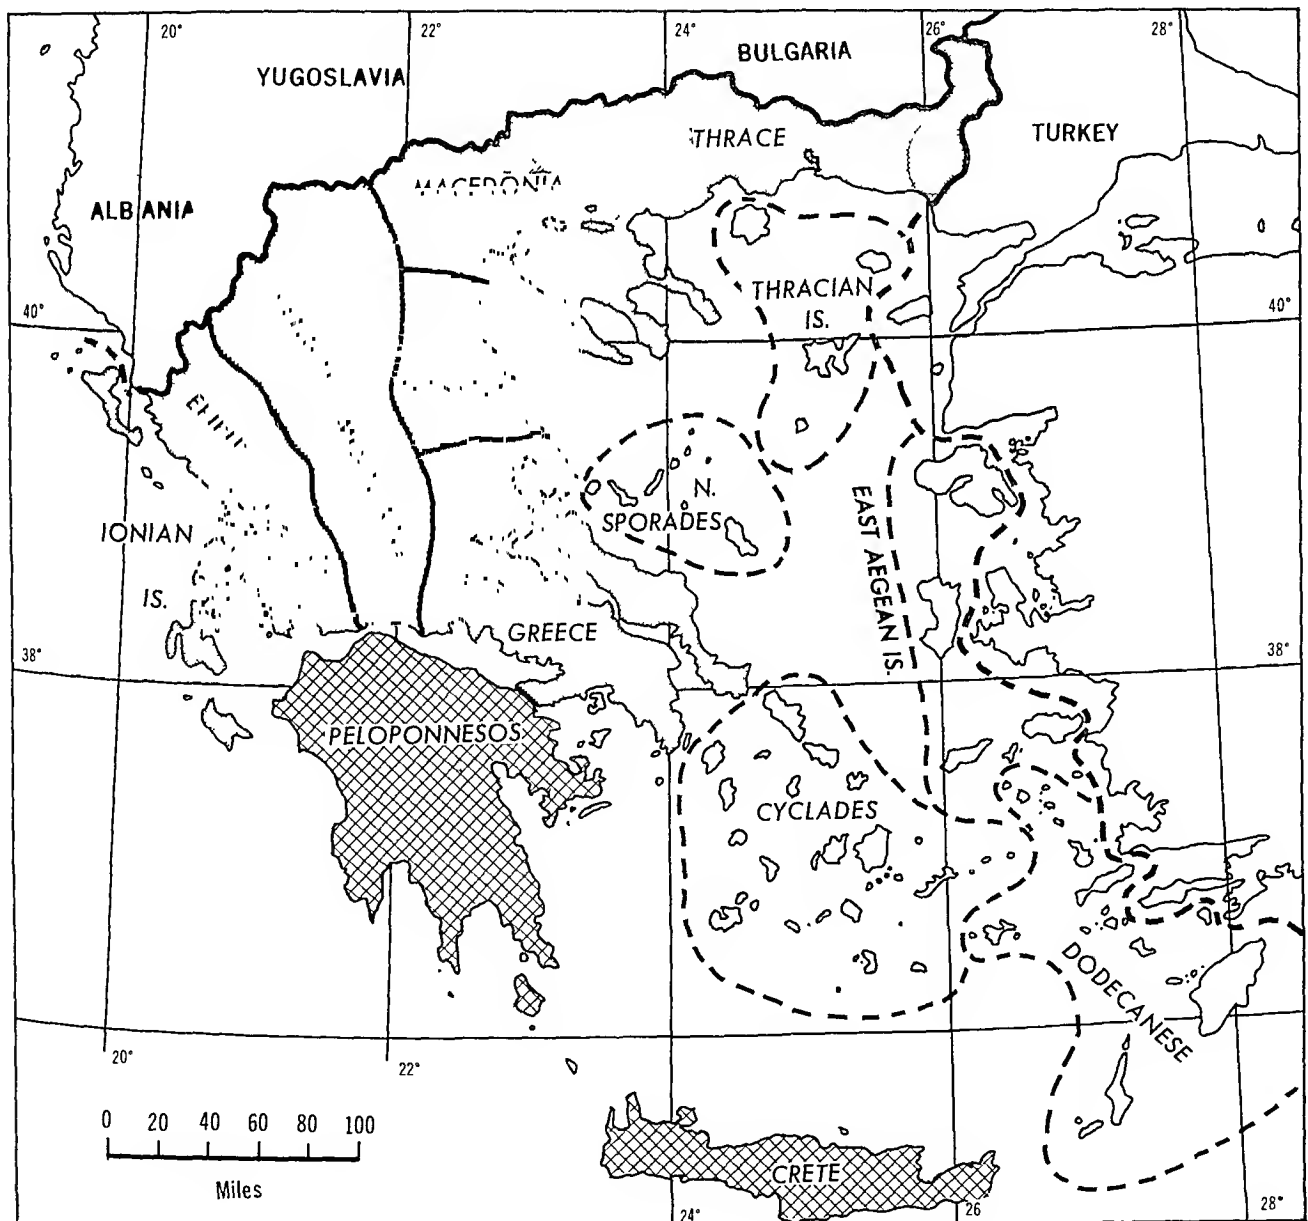 20° 22° 24° 26° 28°
BULGARIA
YUGOSLAVIA
THRACE
TURKEY
MACEDONIA
ALBANIA
THRACIAN
IS.
40°
40°
N.
SPORADES
EAST AEGEAN IS.
IONIAN
IS.
GREECE
38°
38°
PELOPONNESOS
CYCLADES
DODECANESE
20°
22°
0 20 40 60 80 100
Miles
CRETE
24°
26
28°